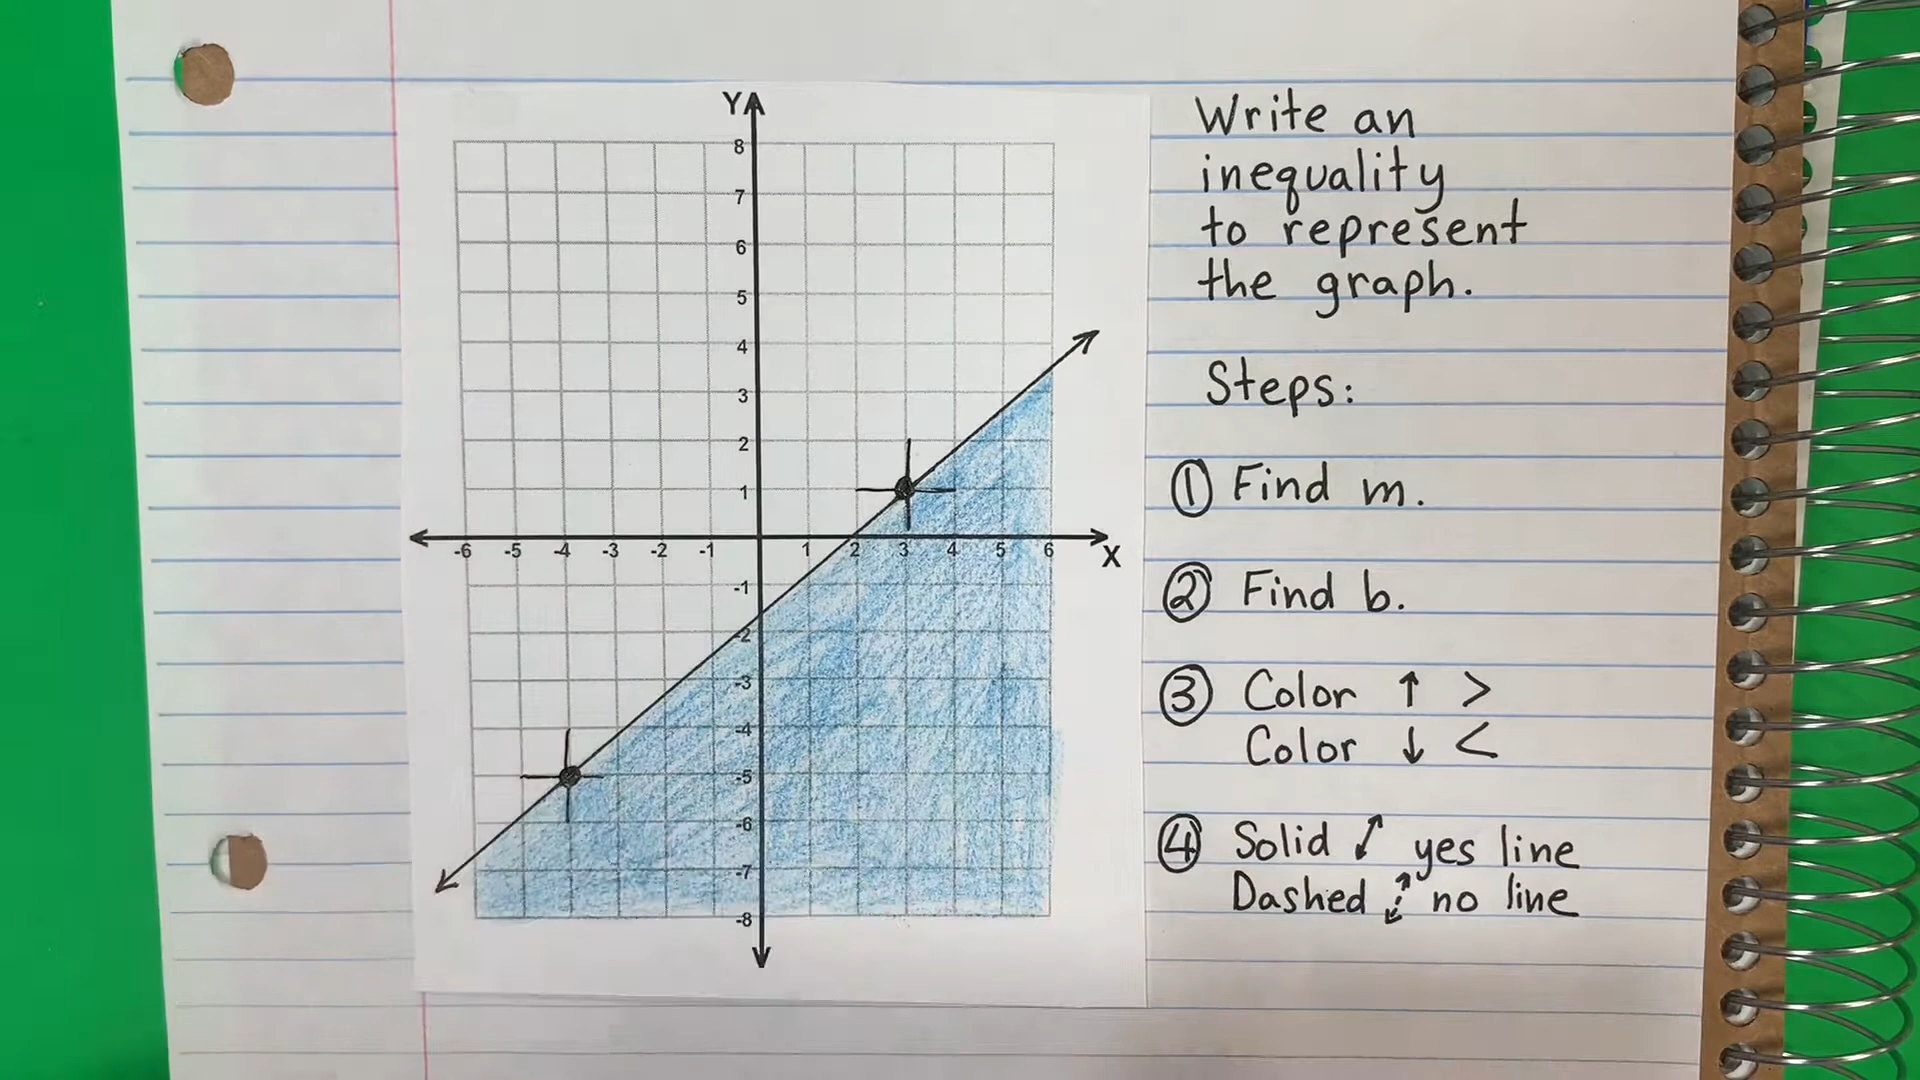 Y
8
7
6
5
4
3
2
1
-6 -5 -4 -3 -2 -1 1 2 3 4 5 6
X
-1
-2
-3
-4
-5
-6
-7
-8
Write an
inequality
to represent
the graph.
Steps:
① Find m.
② Find b.
③ Color ↑ >
Color ↓ <
④ Solid ⤢ yes line
Dashed ⤢ no line